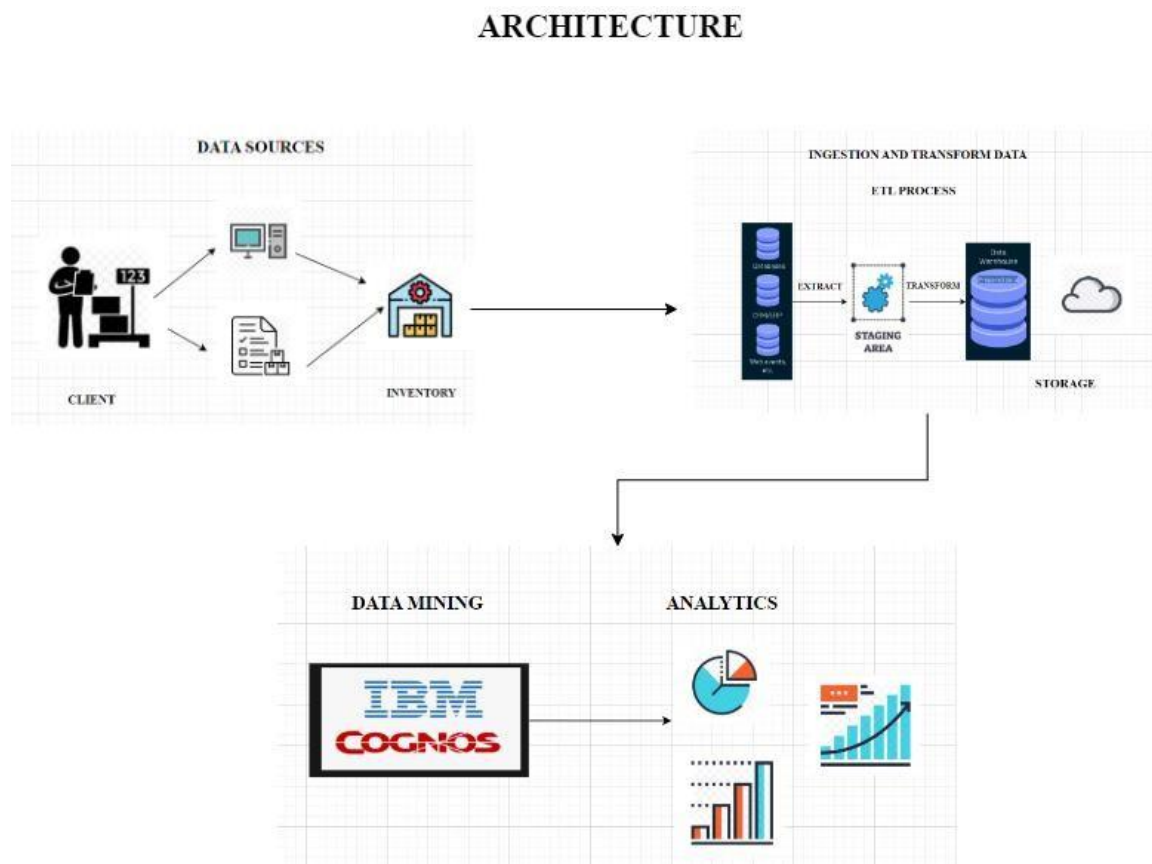 ARCHITECTURE
DATA SOURCES
123
CLIENT
INVENTORY
INGESTION AND TRANSFORM DATA
ETL PROCESS
EXTRACT
STAGING
AREA
TRANSFORM
Data
Warehouse
STORAGE
DATA MINING
ANALYTICS
IBM
COGNOS